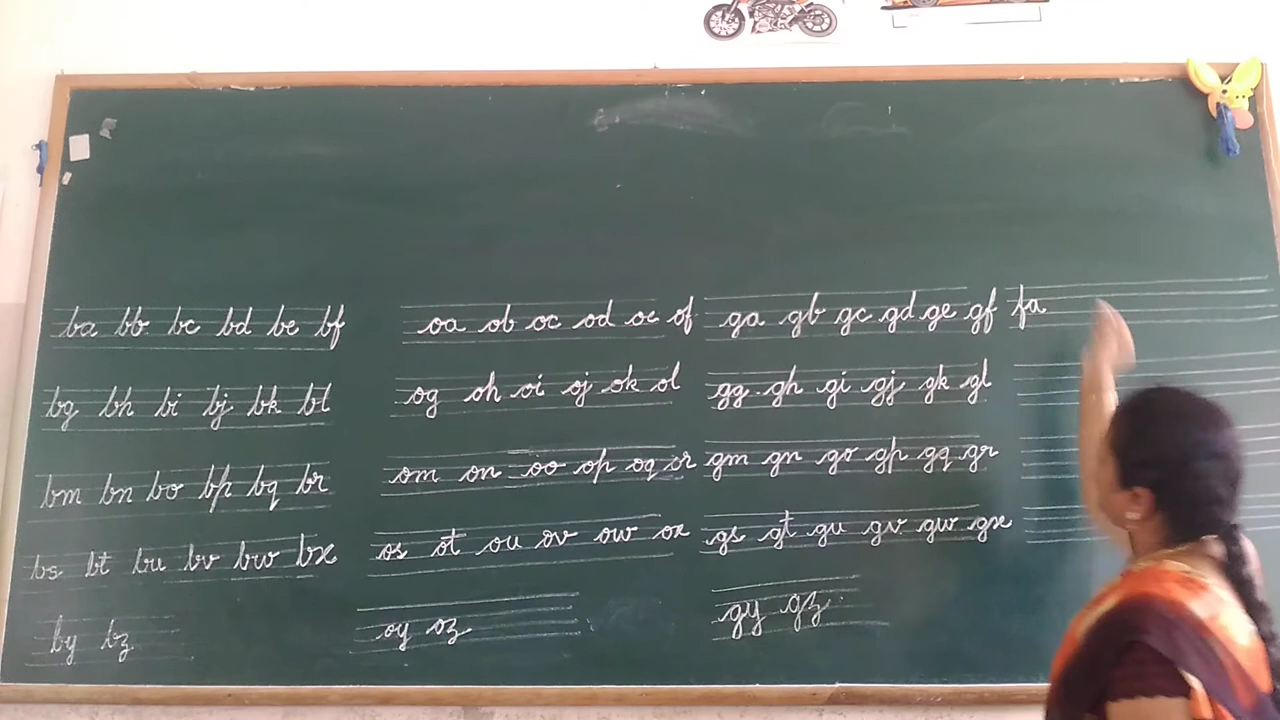 ba bb bc bd be bf
bg bh bi bj bk bl
bm bn bo bp bq br
bs bt bu bv bw bx
by bz
oa ob oc od oe of
og oh oi oj ok ol
om on oo op oq or
os ot ou ov ow ox
oy oz
ga gb gc gd ge gf
gg gh gi gj gk gl
gm gn go gp gq gr
gs gt gu gv gw gx
gy gz
fa